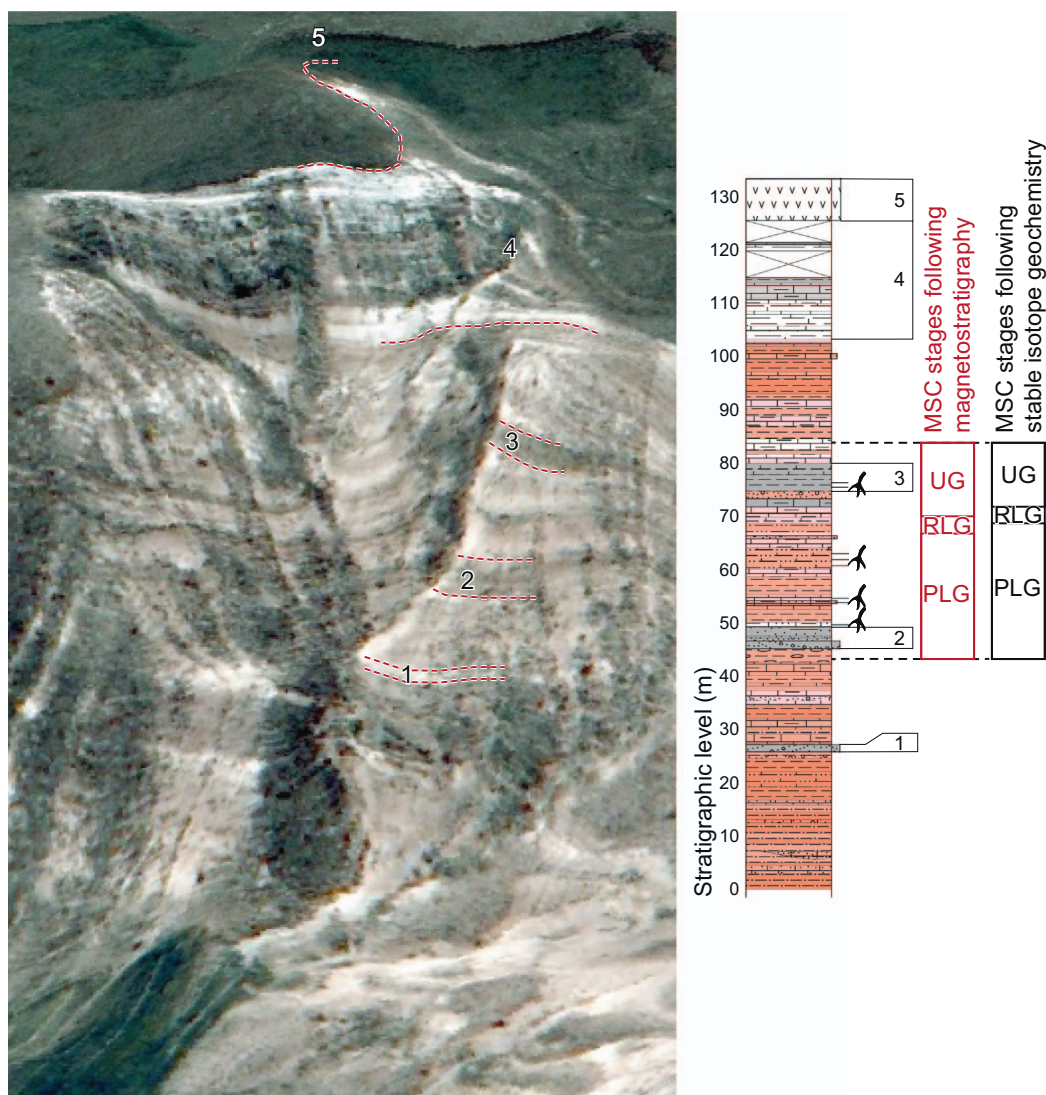 5
4
3
2
1
Stratigraphic level (m)
130
120
110
100
90
80
70
60
50
40
30
20
10
0
5
4
3
2
1
MSC stages following
magnetostratigraphy
MSC stages following
stable isotope geochemistry
UG
RLG
PLG
UG
RLG
PLG